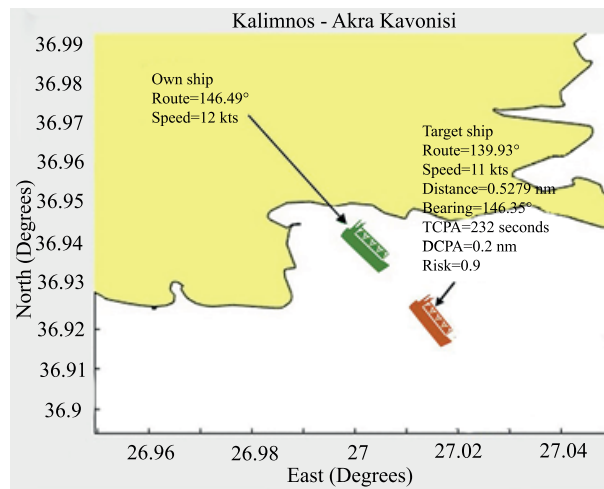 Kalimnos - Akra Kavonisi
36.99
36.98
36.97
36.96
36.95
36.94
36.93
36.92
36.91
36.9
North (Degrees)
Own ship
Route=146.49°
Speed=12 kts
Target ship
Route=139.93°
Speed=11 kts
Distance=0.5279 nm
Bearing=146.35°
TCPA=232 seconds
DCPA=0.2 nm
Risk=0.9
26.96 26.98 27 27.02 27.04
East (Degrees)